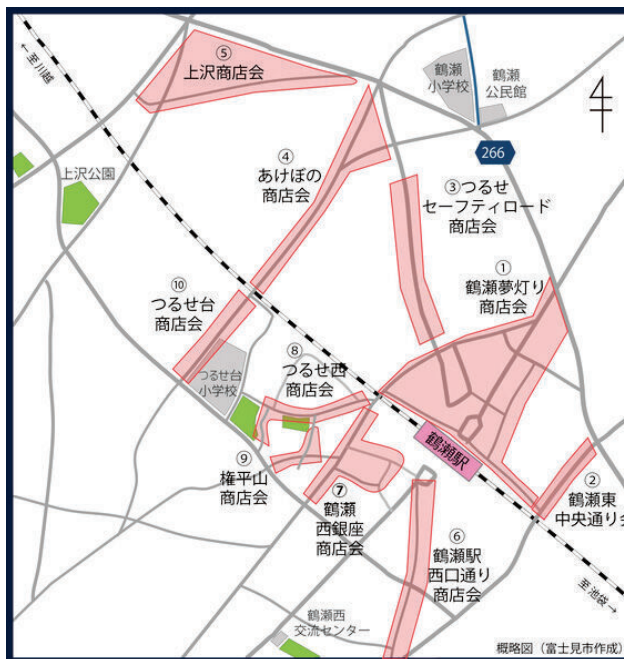 ←至川越
⑤
上沢商店会
鶴瀬
小学校
鶴瀬
公民館
266
④
あけぼの
商店会
上沢公園
③つるせ
セーフティロード
商店会
①
鶴瀬夢灯り
商店会
⑩
つるせ台
商店会
⑧
つるせ西
商店会
つるせ台
小学校
鶴瀬駅
②
鶴瀬東
中央通り会
⑨
権平山
商店会
⑦
鶴瀬
西銀座
商店会
⑥
鶴瀬駅
西口通り
商店会
至池袋→
鶴瀬西
交流センター
概略図（富士見市作成）